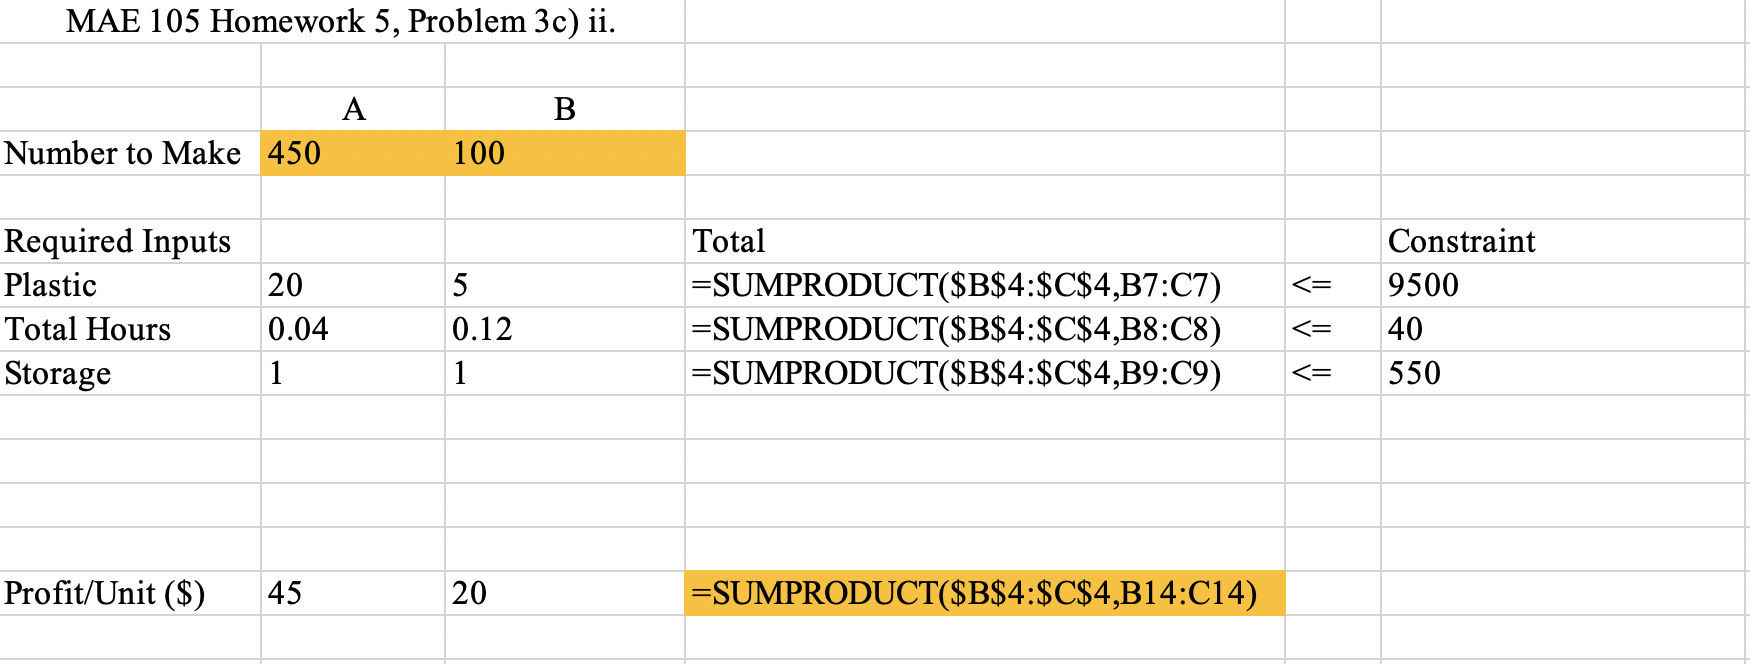 MAE 105 Homework 5, Problem 3c) ii.
A B
Number to Make 450 100
Required Inputs Total Constraint
Plastic 20 5 =SUMPRODUCT($B$4:$C$4,B7:C7) <= 9500
Total Hours 0.04 0.12 =SUMPRODUCT($B$4:$C$4,B8:C8) <= 40
Storage 1 1 =SUMPRODUCT($B$4:$C$4,B9:C9) <= 550
Profit/Unit ($) 45 20 =SUMPRODUCT($B$4:$C$4,B14:C14)